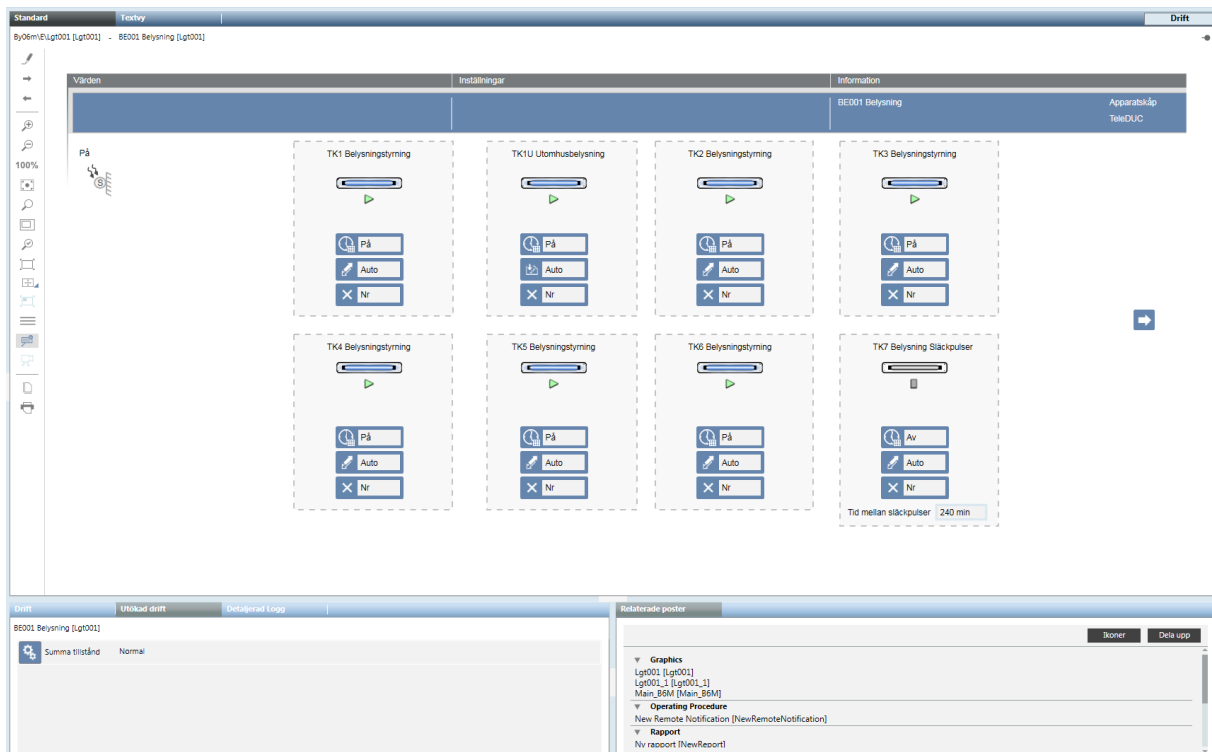 Standard Textvy Drift
By06m\E\Lgt001 [Lgt001] - BE001 Belysning [Lgt001]
Värden Inställningar Information
BE001 Belysning Apparatskåp
TeleDUC
100%
På
S
TK1 Belysningstyrning TK1U Utomhusbelysning TK2 Belysningstyrning TK3 Belysningstyrning
På På På På
Auto Auto Auto Auto
Nr Nr Nr Nr
TK4 Belysningstyrning TK5 Belysningstyrning TK6 Belysningstyrning TK7 Belysning Släckpulser
På På På Av
Auto Auto Auto Auto
Nr Nr Nr Nr
Tid mellan släckpulser 240 min
Drift Utökad drift Detaljerad Logg
BE001 Belysning [Lgt001]
Summa tillstånd Normal
Relaterade poster
Ikoner Dela upp
Graphics
Lgt001 [Lgt001]
Lgt001_1 [Lgt001_1]
Main_B6M [Main_B6M]
Operating Procedure
New Remote Notification [NewRemoteNotification]
Rapport
Ny rapport [NewReport]